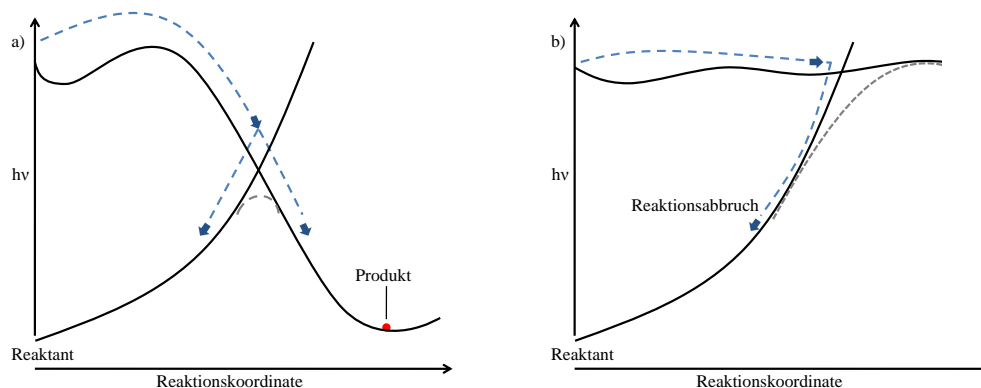 a)
hν
Produkt
Reaktant
Reaktionskoordinate
b)
hν
Reaktionsabbruch
Reaktant
Reaktionskoordinate